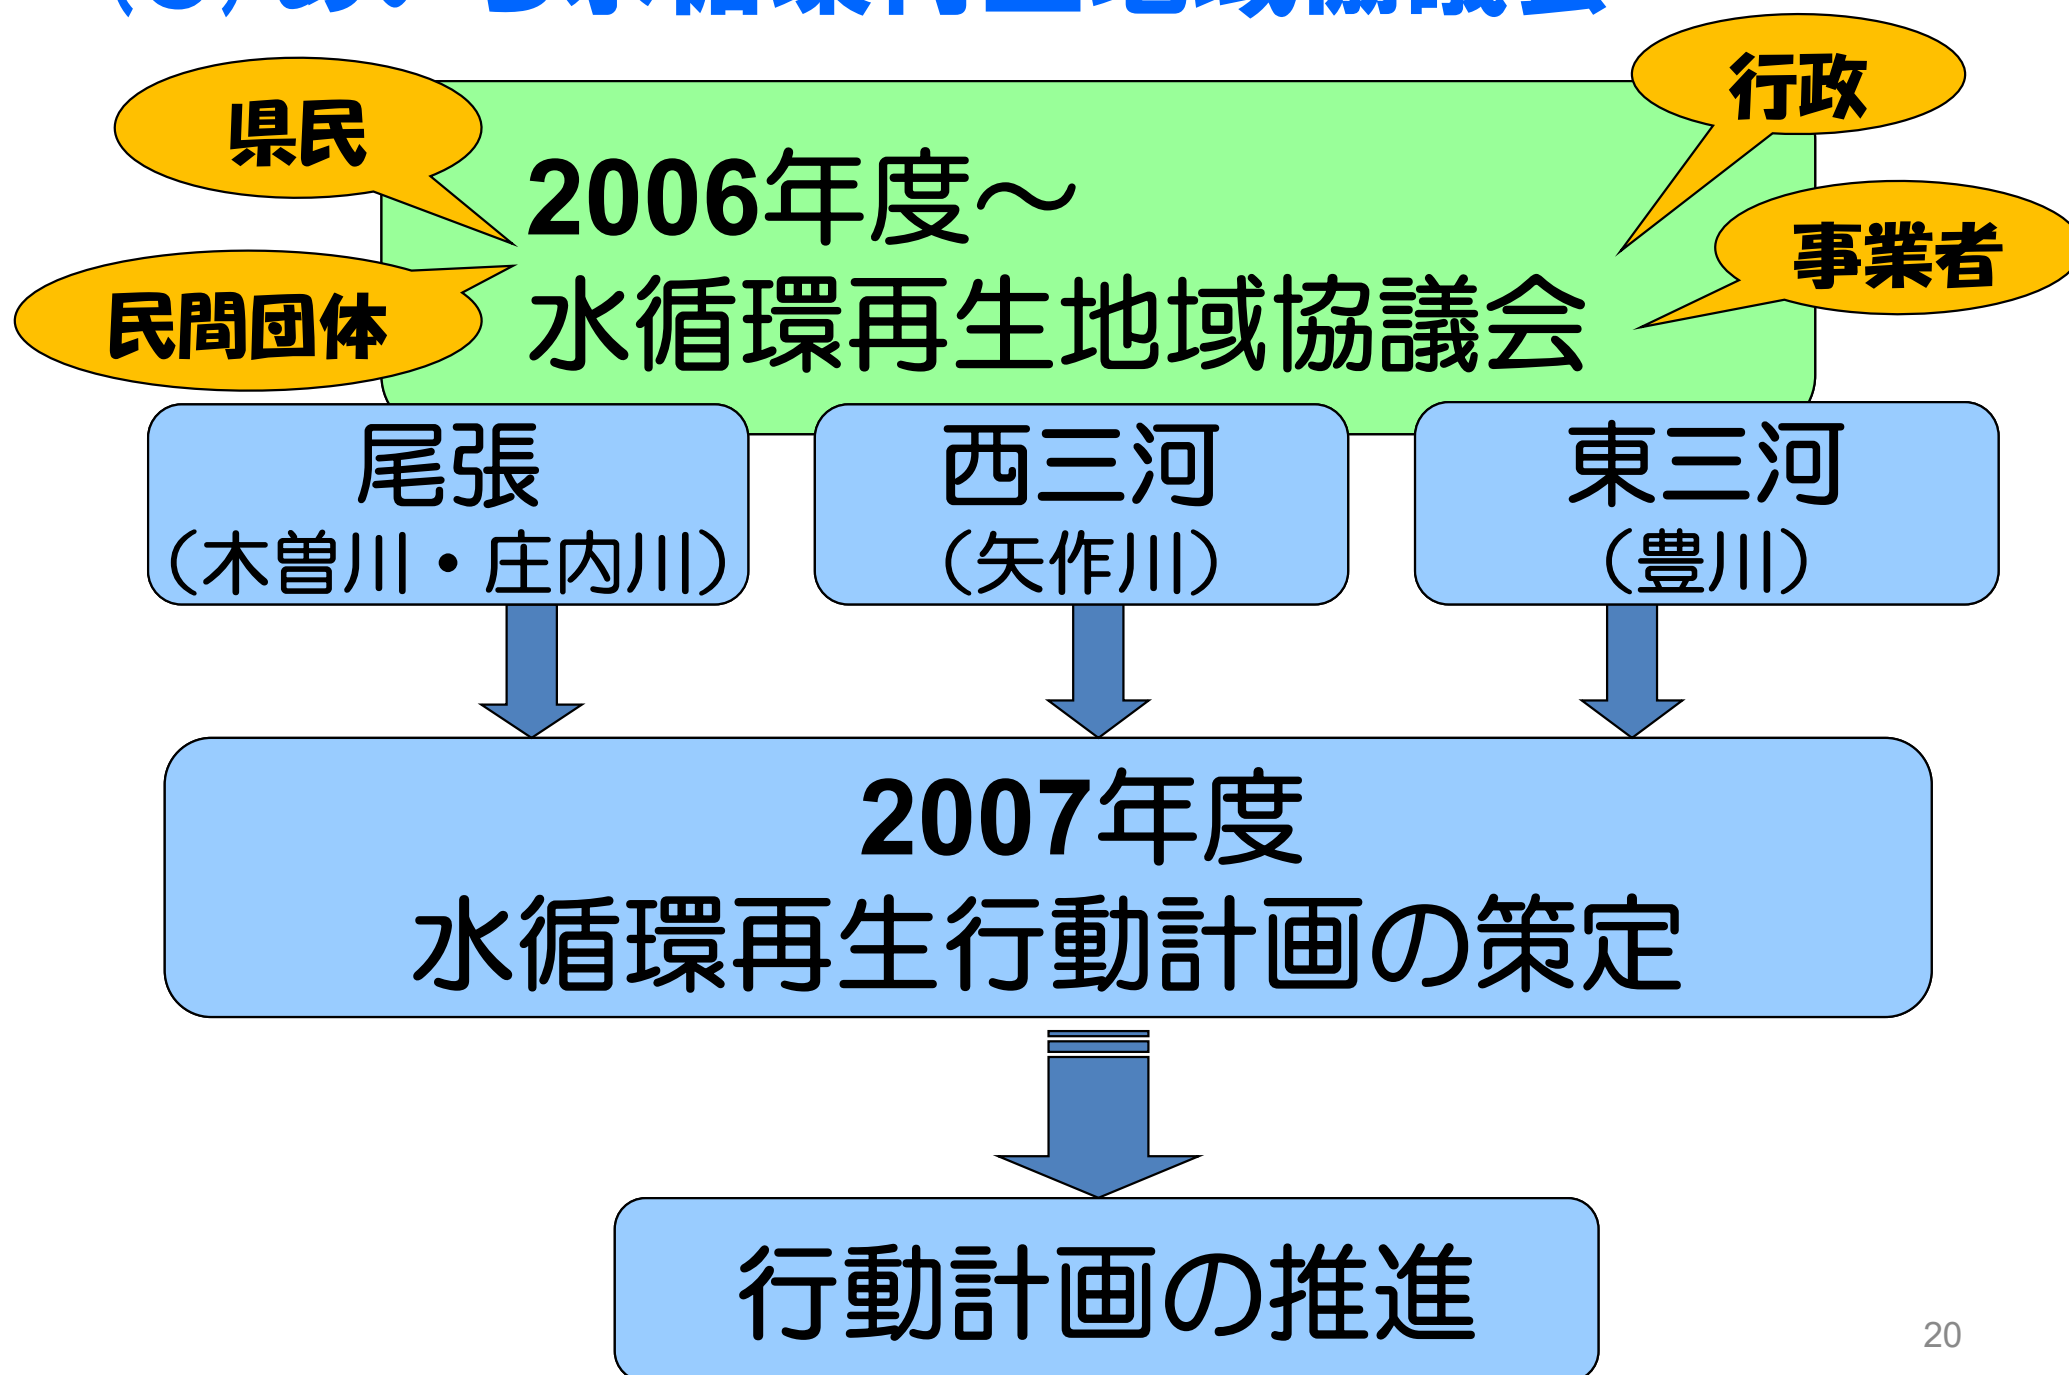 県民
行政
2006年度～
事業者
民間団体
水循環再生地域協議会
尾張
（木曽川・庄内川）
西三河
（矢作川）
東三河
（豊川）
2007年度
水循環再生行動計画の策定
行動計画の推進
20